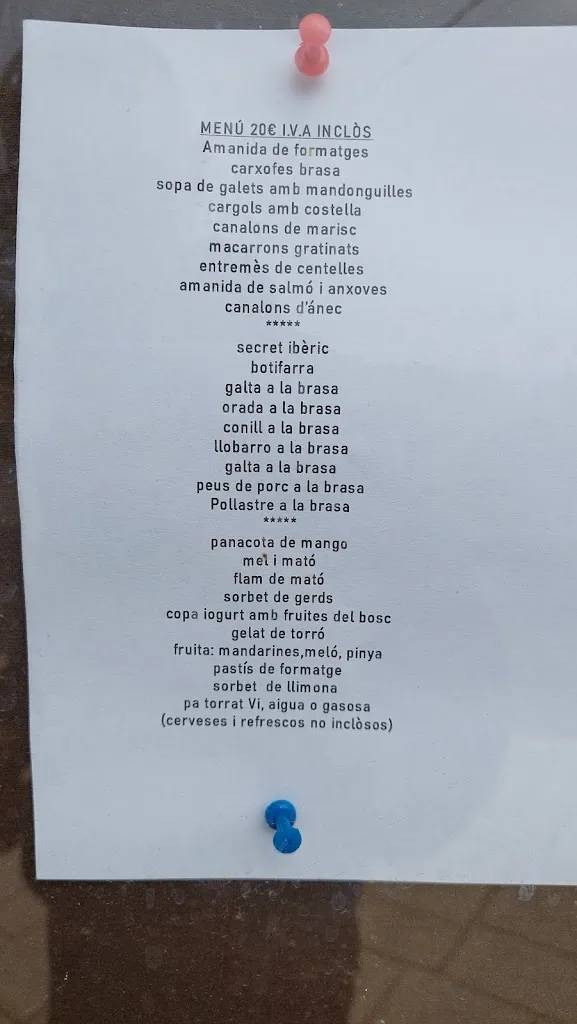 MENÚ 20€ I.V.A INCLÒS
Amanida de formatges
carxofes brasa
sopa de galets amb mandonguilles
cargols amb costella
canalons de marisc
macarrons gratinats
entremès de centelles
amanida de salmó i anxoves
canalons d'ánec
*****
secret ibèric
botifarra
galta a la brasa
orada a la brasa
conill a la brasa
llobarro a la brasa
galta a la brasa
peus de porc a la brasa
Pollastre a la brasa
*****
panacota de mango
mel i mató
flam de mató
sorbet de gerds
copa iogurt amb fruites del bosc
gelat de torró
fruita: mandarines,meló, pinya
pastís de formatge
sorbet de llimona
pa torrat Vi, aigua o gasosa
(cerveses i refrescos no inclòsos)